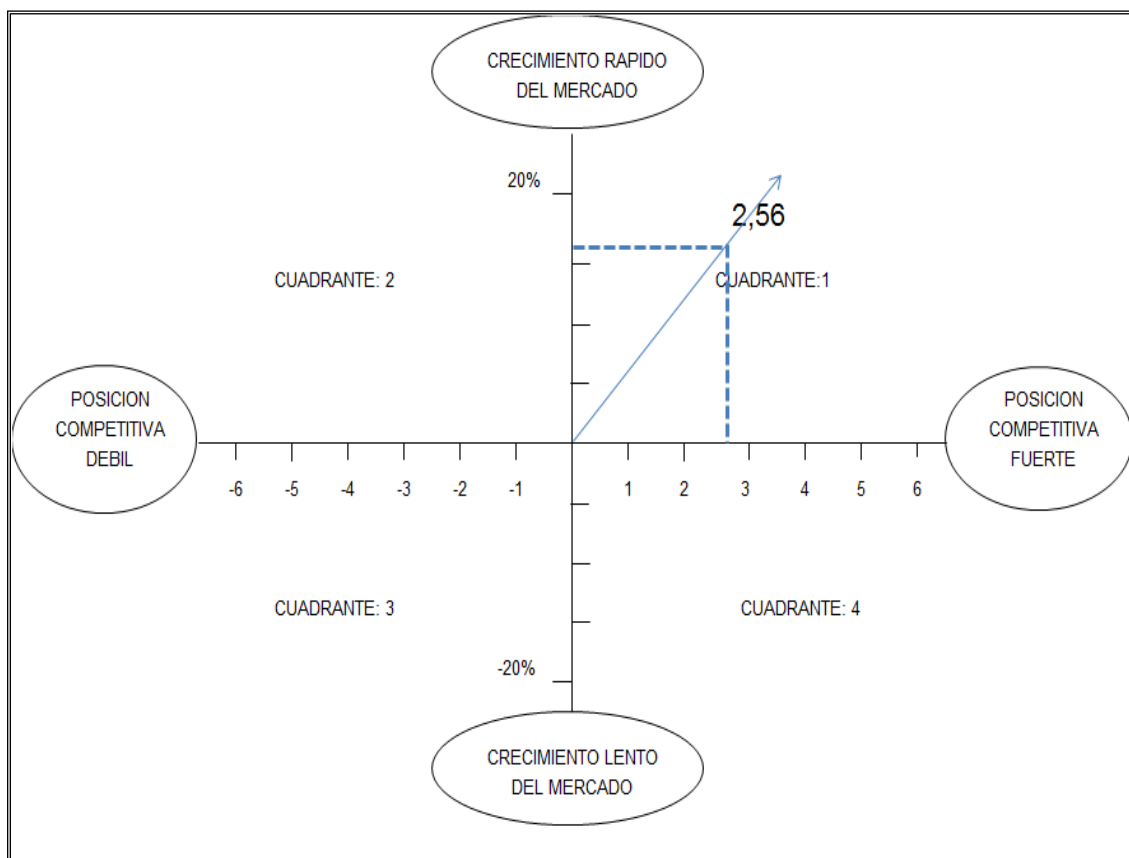 CRECIMIENTO RAPIDO
DEL MERCADO
20%
2,56
CUADRANTE: 2
CUADRANTE:1
POSICION
COMPETITIVA
DEBIL
POSICION
COMPETITIVA
FUERTE
-6 -5 -4 -3 -2 -1 1 2 3 4 5 6
CUADRANTE: 3
CUADRANTE: 4
-20%
CRECIMIENTO LENTO
DEL MERCADO